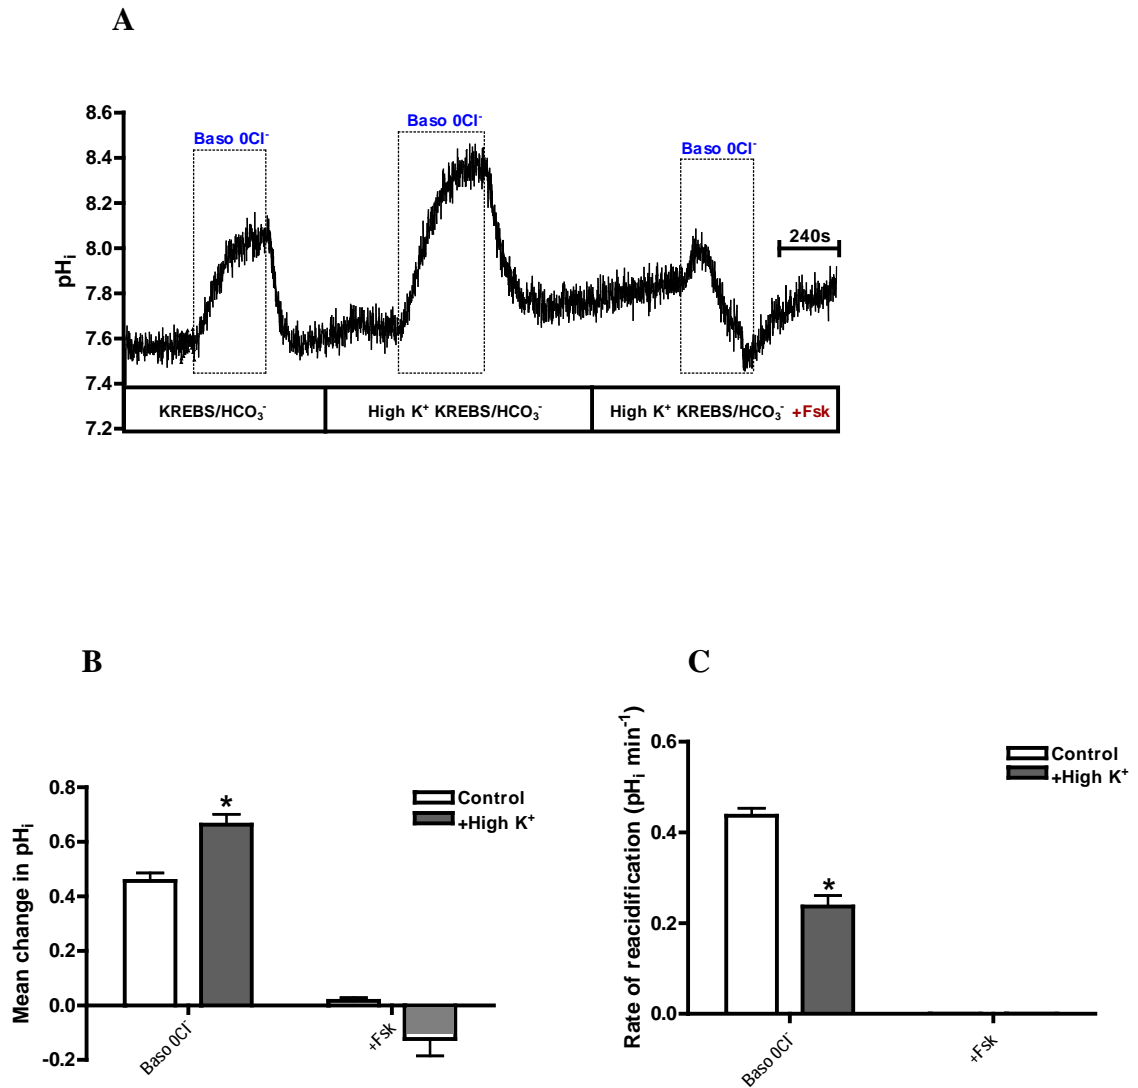 A
8.6
8.4
8.2
8.0
7.8
7.6
7.4
7.2
pHi
Baso 0Cl-
Baso 0Cl-
Baso 0Cl-
240s
KREBS/HCO3-
High K+ KREBS/HCO3-
High K+ KREBS/HCO3- +Fsk
B
Mean change in pHi
0.8
0.6
0.4
0.2
0.0
-0.2
*
Control
+High K+
Baso 0Cl-
+Fsk
C
Rate of reacidification (pHi min-1)
0.6
0.4
0.2
0.0
*
Control
+High K+
Baso 0Cl-
+Fsk